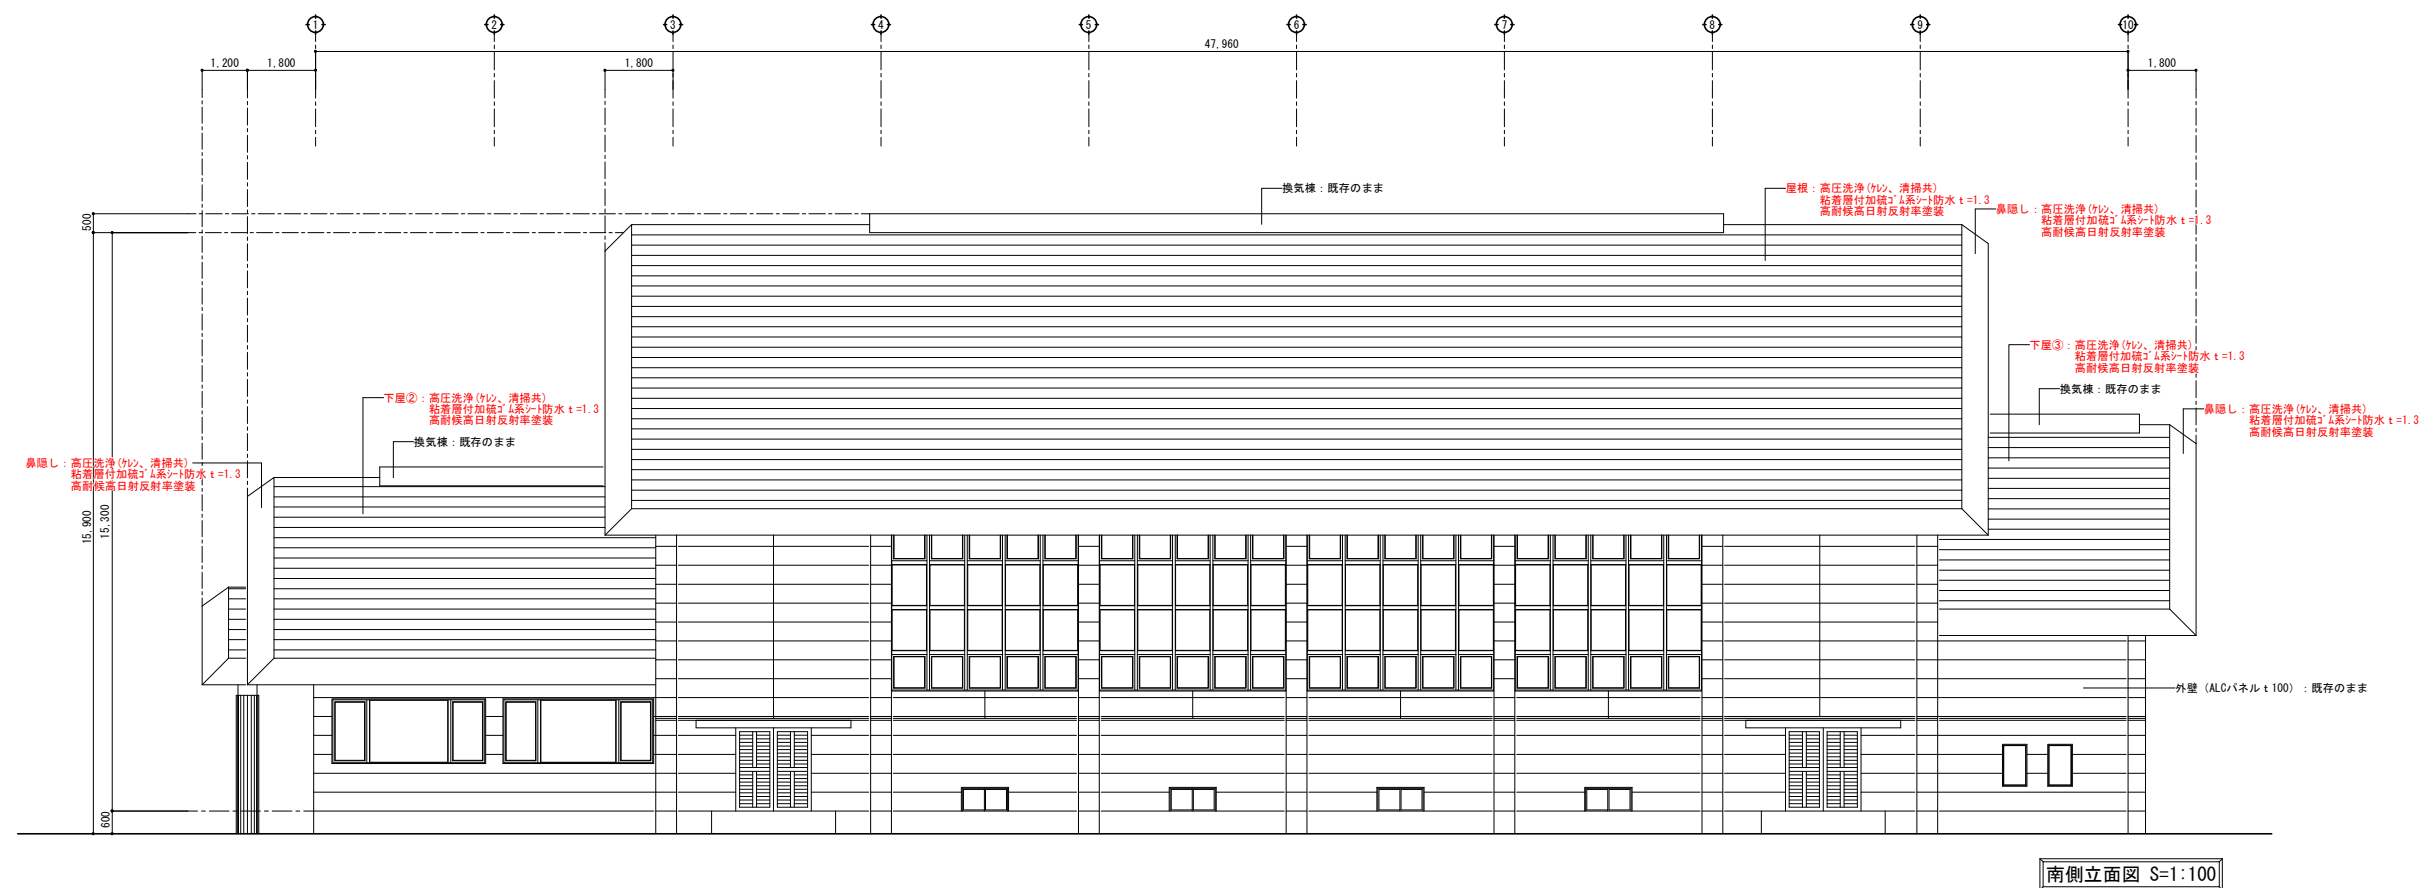 ① ② ③ ④ ⑤ ⑥ ⑦ ⑧ ⑨ ⑩
47,960
1,200 1,800 1,800 1,800
換気棟：既存のまま
屋根：高圧洗浄(ｹﾚﾝ、清掃共)
粘着層付加硫ｺﾞﾑ系ｼｰﾄ防水ｔ=1.3
高耐候高日射反射率塗装
鼻隠し：高圧洗浄(ｹﾚﾝ、清掃共)
粘着層付加硫ｺﾞﾑ系ｼｰﾄ防水ｔ=1.3
高耐候高日射反射率塗装
500
下屋③：高圧洗浄(ｹﾚﾝ、清掃共)
粘着層付加硫ｺﾞﾑ系ｼｰﾄ防水ｔ=1.3
高耐候高日射反射率塗装
換気棟：既存のまま
下屋②：高圧洗浄(ｹﾚﾝ、清掃共)
粘着層付加硫ｺﾞﾑ系ｼｰﾄ防水ｔ=1.3
高耐候高日射反射率塗装
鼻隠し：高圧洗浄(ｹﾚﾝ、清掃共)
粘着層付加硫ｺﾞﾑ系ｼｰﾄ防水ｔ=1.3
高耐候高日射反射率塗装
換気棟：既存のまま
鼻隠し：高圧洗浄(ｹﾚﾝ、清掃共)
粘着層付加硫ｺﾞﾑ系ｼｰﾄ防水ｔ=1.3
高耐候高日射反射率塗装
15,900
15,300
外壁（ALCパネルｔ100）：既存のまま
600
南側立面図 S=1:100